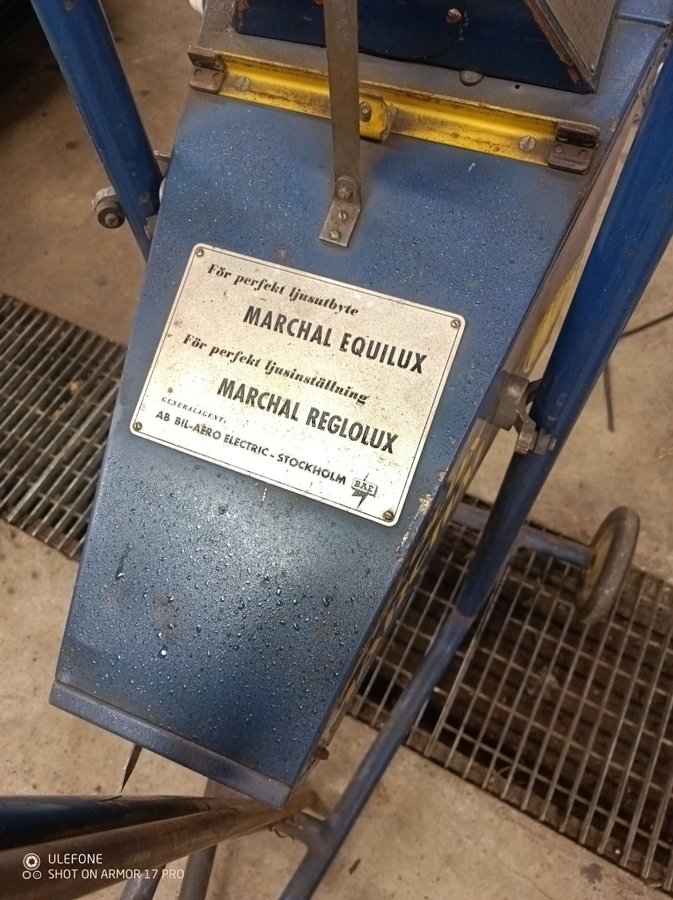 För perfekt ljusutbyte
MARCHAL EQUILUX
För perfekt ljusinställning
MARCHAL REGLOLUX
GENERALAGENT:
AB BIL-AERO ELECTRIC - STOCKHOLM
BAE
ULEFONE
SHOT ON ARMOR 17 PRO